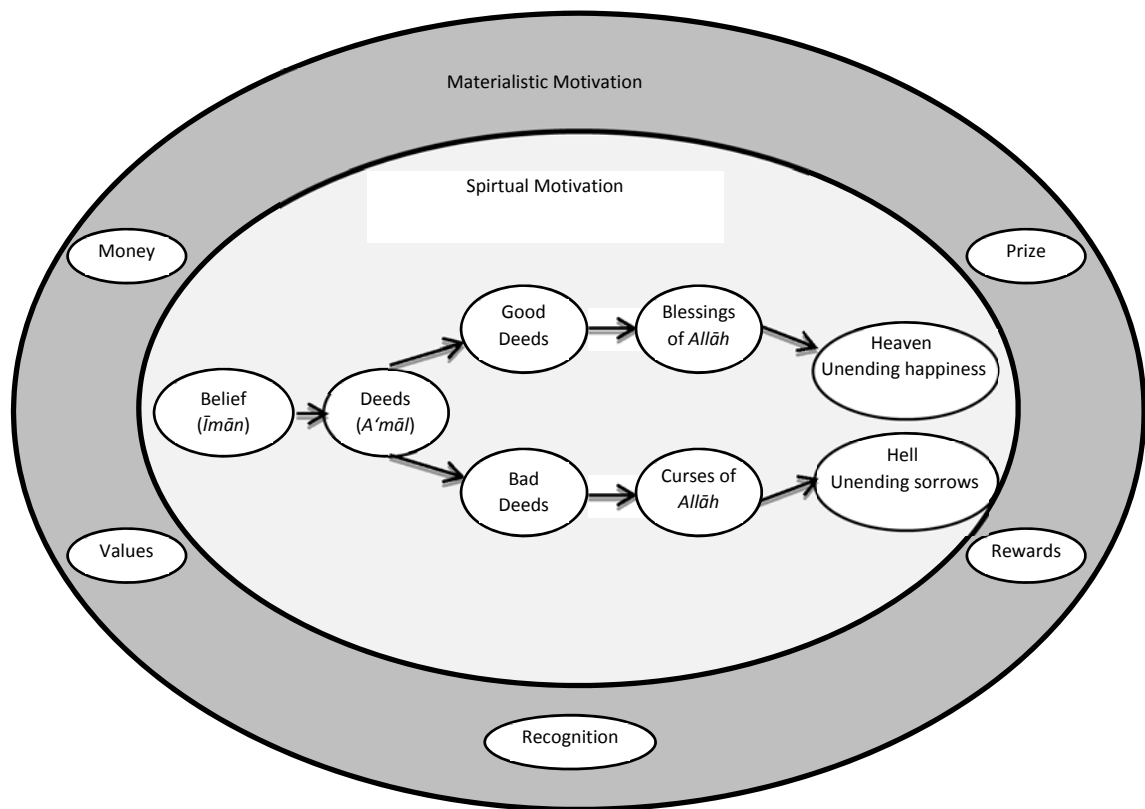 Materialistic Motivation
Spirtual Motivation
Money
Prize
Good
Deeds
Blessings
of Allāh
Heaven
Unending happiness
Belief
(Īmān)
Deeds
(A‘māl)
Bad
Deeds
Curses of
Allāh
Hell
Unending sorrows
Values
Rewards
Recognition